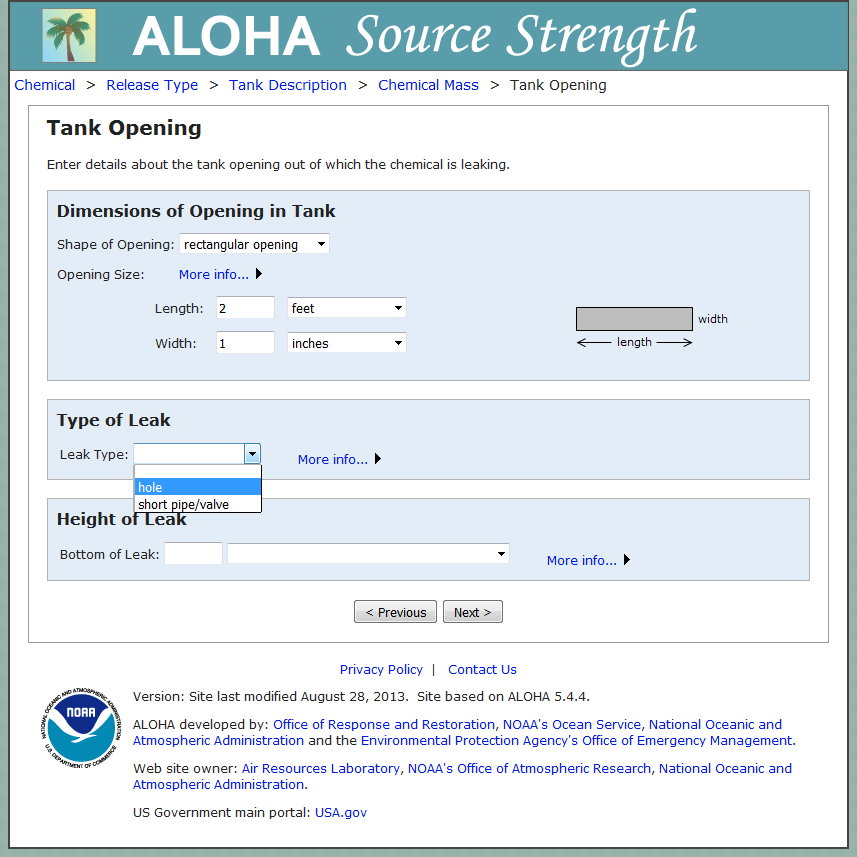 ALOHA Source Strength
Chemical > Release Type > Tank Description > Chemical Mass > Tank Opening
Tank Opening
Enter details about the tank opening out of which the chemical is leaking.
Dimensions of Opening in Tank
Shape of Opening: rectangular opening
Opening Size: More info...
Length: 2 feet
width
Width: 1 inches
length
Type of Leak
Leak Type:
More info...
hole
short pipe/valve
Height of Leak
Bottom of Leak:
More info...
< Previous Next >
Privacy Policy | Contact Us
NATIONAL OCEANIC AND ATMOSPHERIC ADMINISTRATION
NOAA
U.S. DEPARTMENT OF COMMERCE
Version: Site last modified August 28, 2013. Site based on ALOHA 5.4.4.
ALOHA developed by: Office of Response and Restoration, NOAA's Ocean Service, National Oceanic and
Atmospheric Administration and the Environmental Protection Agency's Office of Emergency Management.
Web site owner: Air Resources Laboratory, NOAA's Office of Atmospheric Research, National Oceanic and
Atmospheric Administration.
US Government main portal: USA.gov